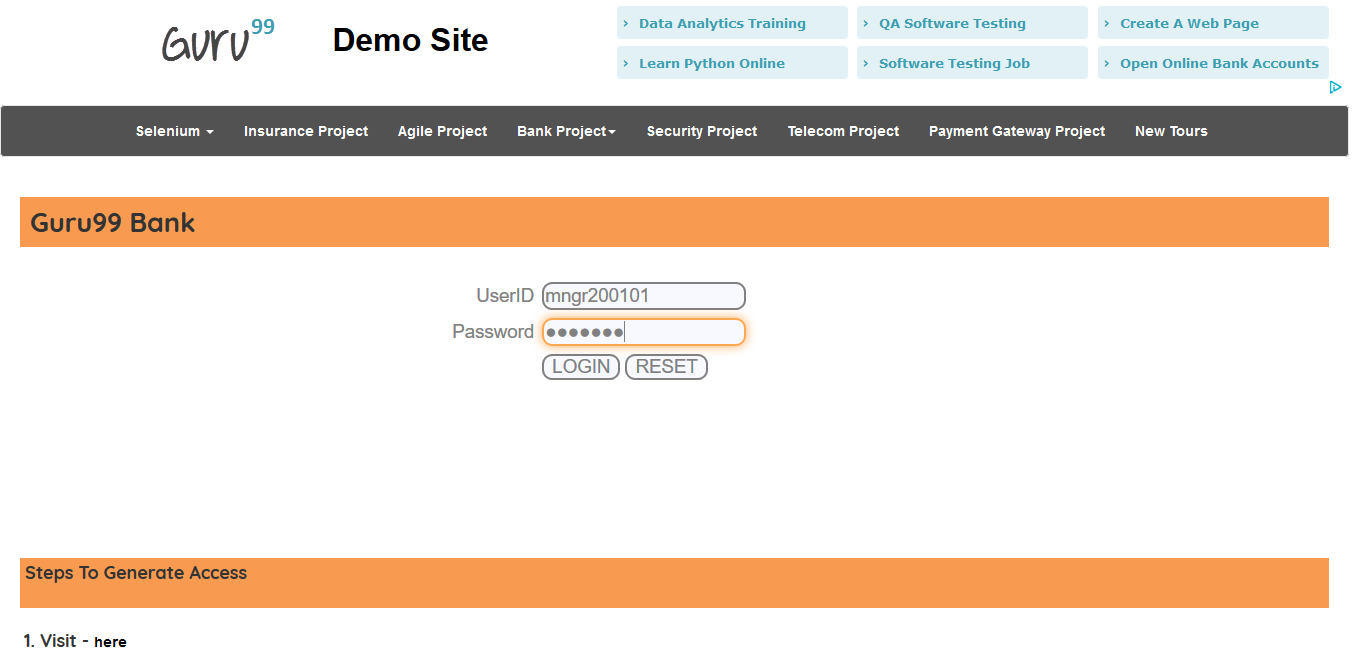 Guru99
Demo Site
Data Analytics Training
QA Software Testing
Create A Web Page
Learn Python Online
Software Testing Job
Open Online Bank Accounts
Selenium Insurance Project Agile Project Bank Project Security Project Telecom Project Payment Gateway Project New Tours
Guru99 Bank
UserID mngr200101
Password •••••••
LOGIN RESET
Steps To Generate Access
1. Visit - here